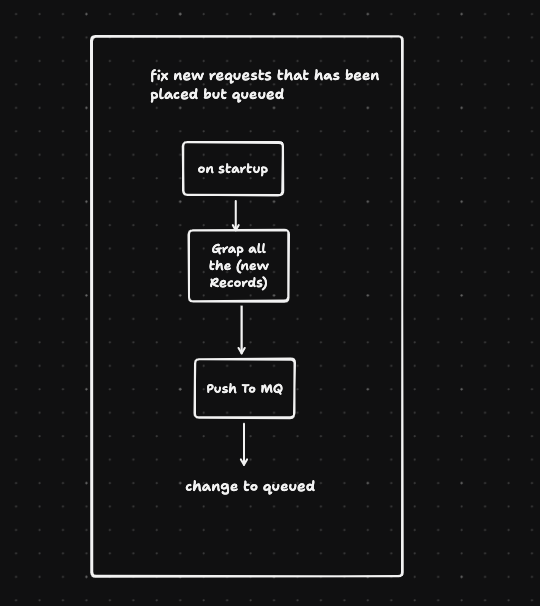 fix new requests that has been
placed but queued
on startup
Grap all
the (new
Records)
Push To MQ
change to queued